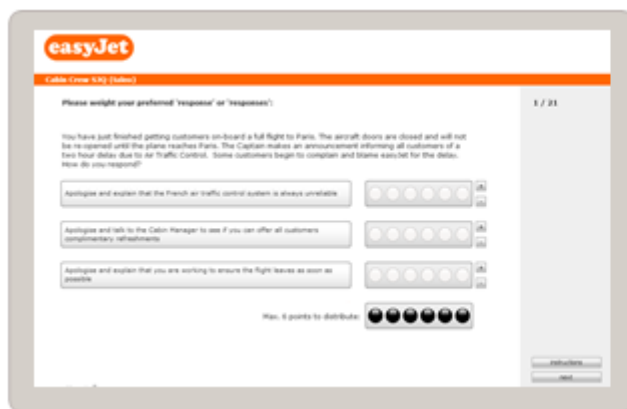 easyJet
Cabin Crew SJQ (Sales)
Please weight your preferred 'response' or 'responses':
1 / 21
You have just finished getting customers on-board a full flight to Paris. The aircraft doors are closed and will not
be re-opened until the plane reaches Paris. The Captain makes an announcement informing all customers of a
two hour delay due to Air Traffic Control. Some customers begin to complain and blame easyJet for the delay.
How do you respond?
Apologise and explain that the French air traffic control system is always unreliable
Apologise and talk to the Cabin Manager to see if you can offer all customers
complimentary refreshments
Apologise and explain that you are working to ensure the flight leaves as soon as
possible
Max. 6 points to distribute:
instructions
next